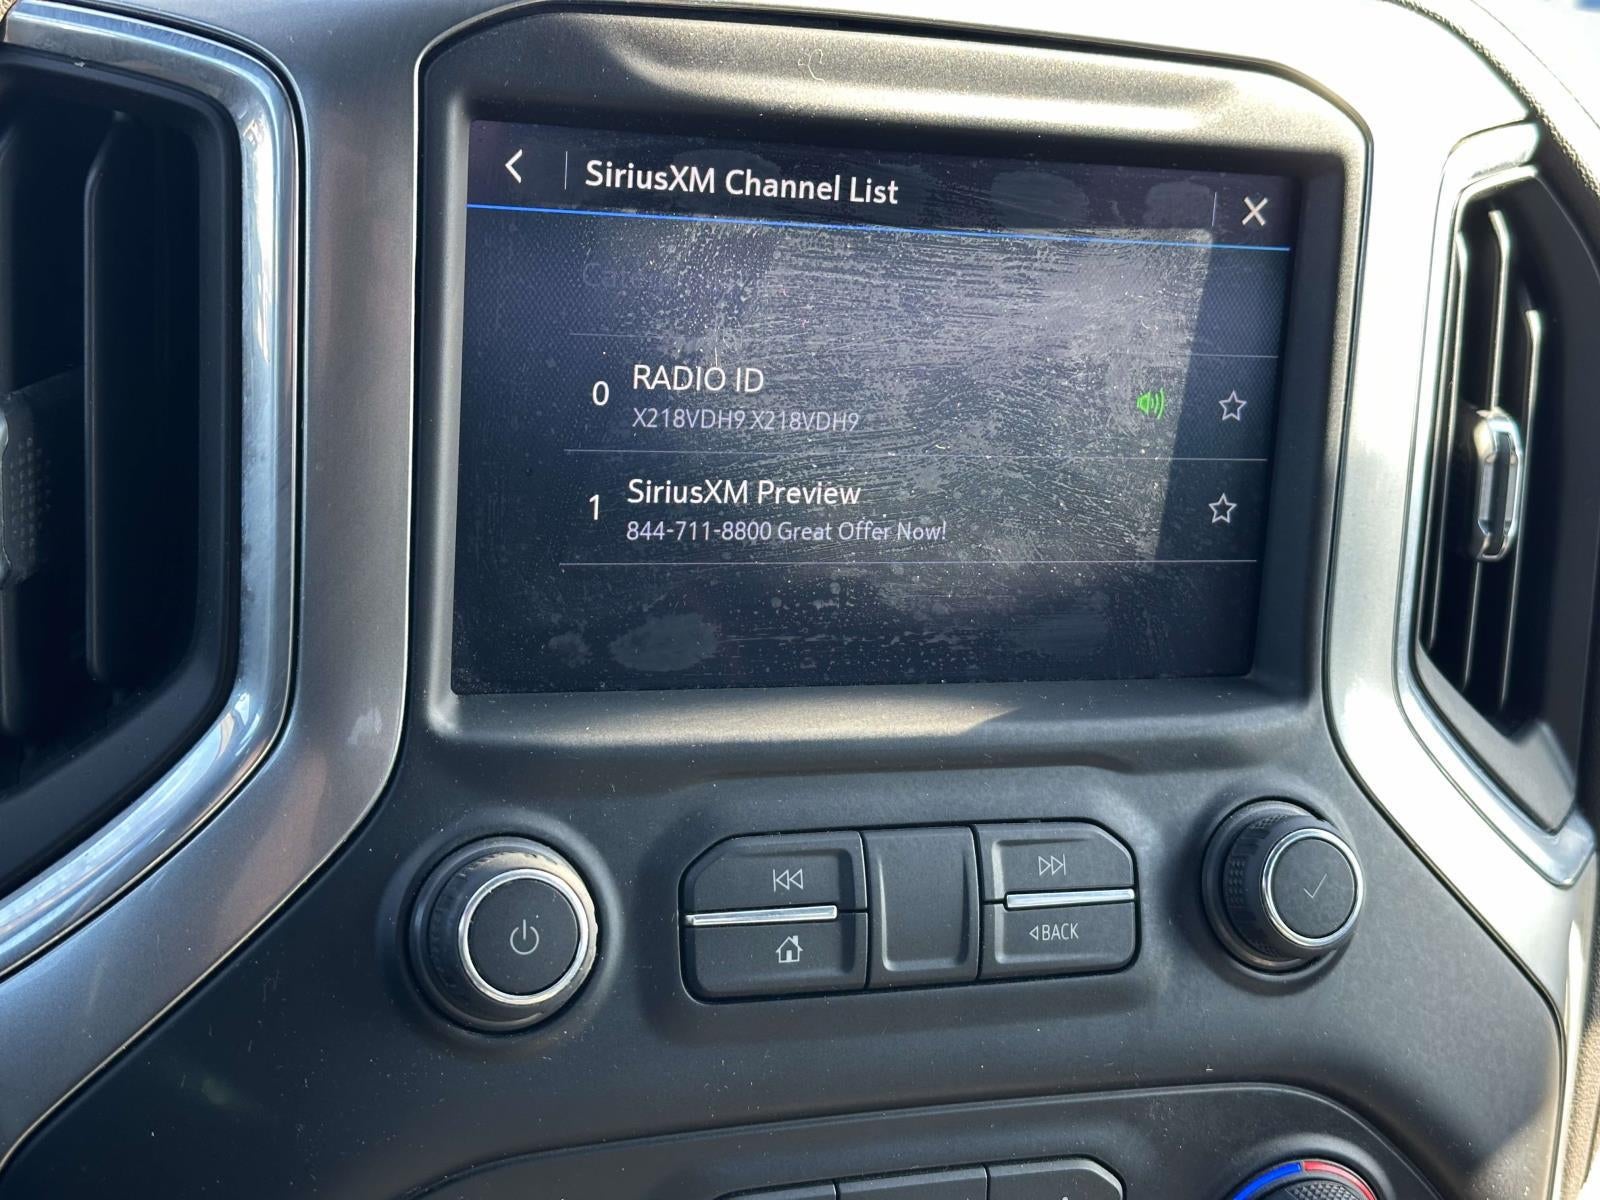 SiriusXM Channel List
0 RADIO ID
X218VDH9 X218VDH9
1 SiriusXM Preview
844-711-8800 Great Offer Now!
BACK